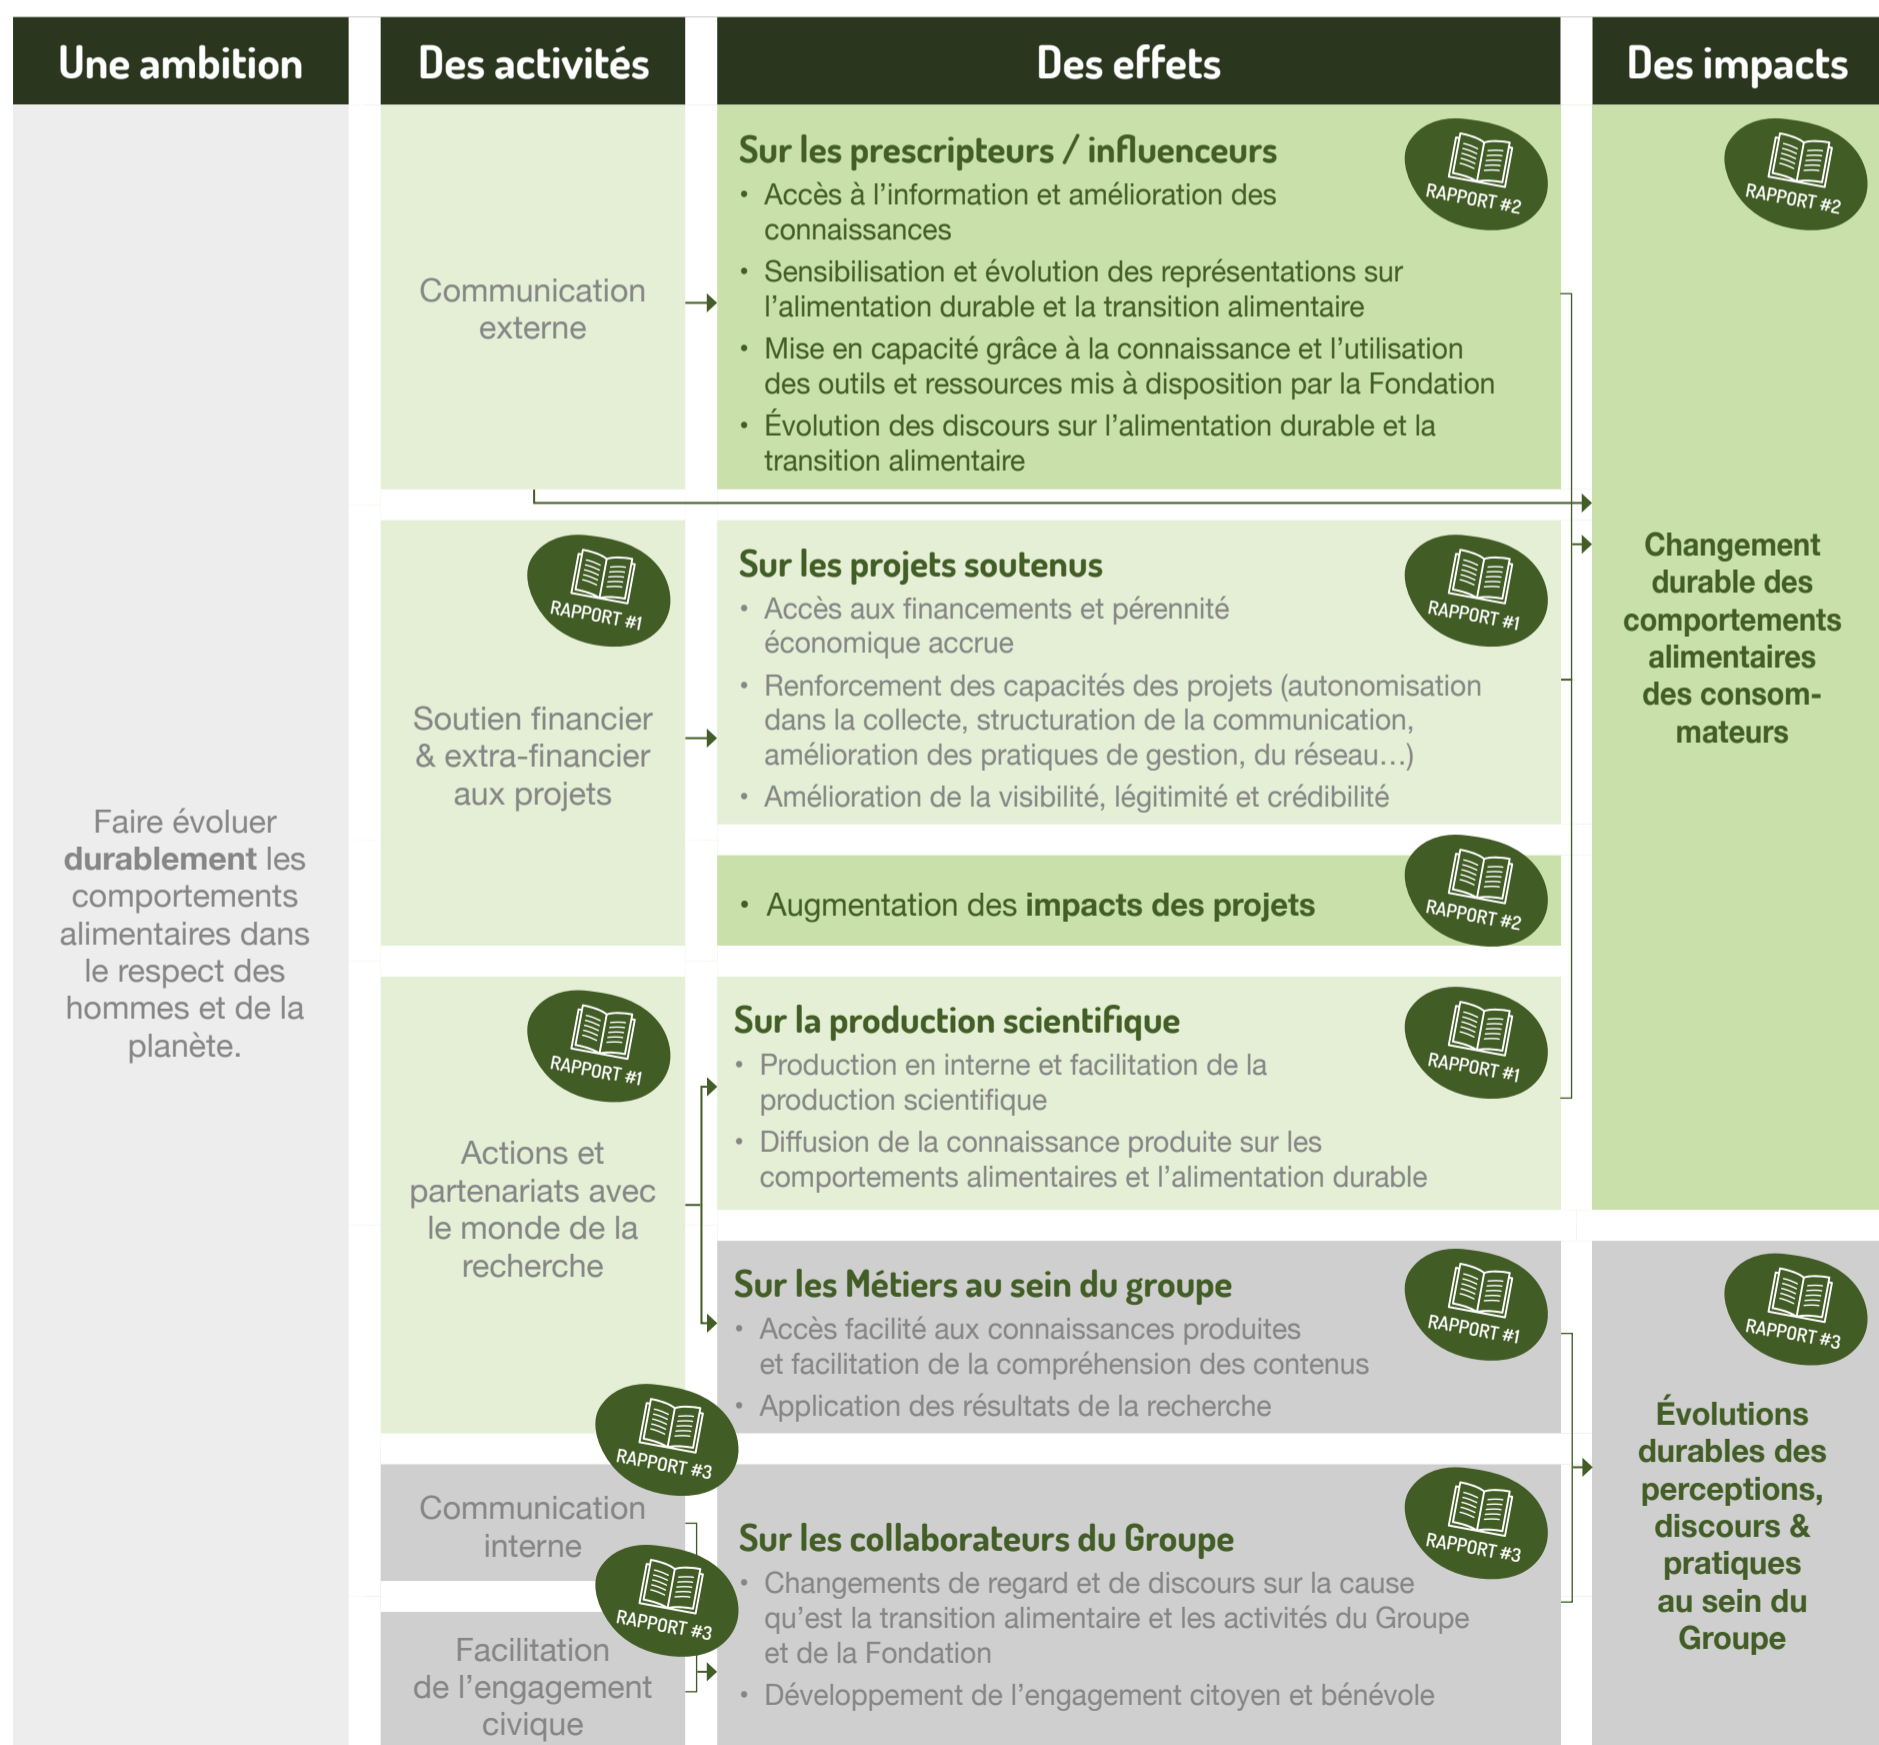 Une ambition
Des activités
Des effets
Des impacts
Faire évoluer
durablement les
comportements
alimentaires dans
le respect des
hommes et de la
planète.
Communication
externe
Sur les prescripteurs / influenceurs
RAPPORT #2
• Accès à l’information et amélioration des
connaissances
• Sensibilisation et évolution des représentations sur
l’alimentation durable et la transition alimentaire
• Mise en capacité grâce à la connaissance et l’utilisation
des outils et ressources mis à disposition par la Fondation
• Évolution des discours sur l’alimentation durable et la
transition alimentaire
RAPPORT #1
Soutien financier
& extra-financier
aux projets
Sur les projets soutenus
RAPPORT #1
• Accès aux financements et pérennité
économique accrue
• Renforcement des capacités des projets (autonomisation
dans la collecte, structuration de la communication,
amélioration des pratiques de gestion, du réseau…)
• Amélioration de la visibilité, légitimité et crédibilité
• Augmentation des impacts des projets
RAPPORT #2
RAPPORT #1
Actions et
partenariats avec
le monde de la
recherche
Sur la production scientifique
RAPPORT #1
• Production en interne et facilitation de la
production scientifique
• Diffusion de la connaissance produite sur les
comportements alimentaires et l’alimentation durable
Sur les Métiers au sein du groupe
RAPPORT #1
• Accès facilité aux connaissances produites
et facilitation de la compréhension des contenus
• Application des résultats de la recherche
RAPPORT #3
Communication
interne
RAPPORT #3
Facilitation
de l’engagement
civique
Sur les collaborateurs du Groupe
RAPPORT #3
• Changements de regard et de discours sur la cause
qu’est la transition alimentaire et les activités du Groupe
et de la Fondation
• Développement de l’engagement citoyen et bénévole
RAPPORT #2
Changement
durable des
comportements
alimentaires
des consom-
mateurs
RAPPORT #3
Évolutions
durables des
perceptions,
discours &
pratiques
au sein du
Groupe